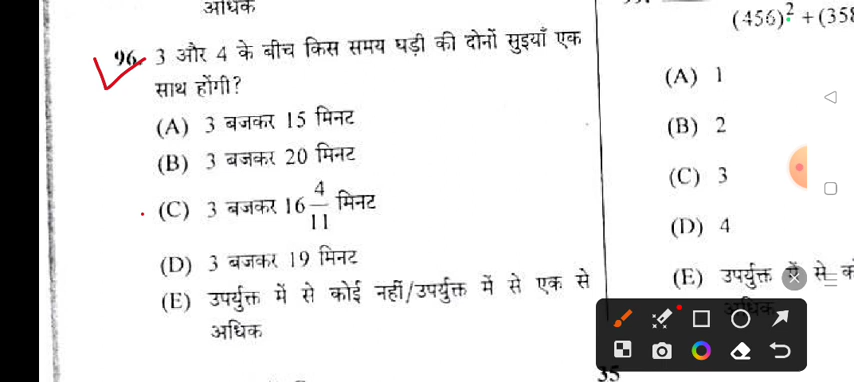 अधिक
96. 3 और 4 के बीच किस समय घड़ी की दोनों सुइयाँ एक
साथ होंगी?
(A) 3 बजकर 15 मिनट
(B) 3 बजकर 20 मिनट
(C) 3 बजकर 16 4/11 मिनट
(D) 3 बजकर 19 मिनट
(E) उपर्युक्त में से कोई नहीं/उपर्युक्त में से एक से
अधिक
(456)² + (358
(A) 1
(B) 2
(C) 3
(D) 4
(E) उपर्युक्त में से
अधिक
35